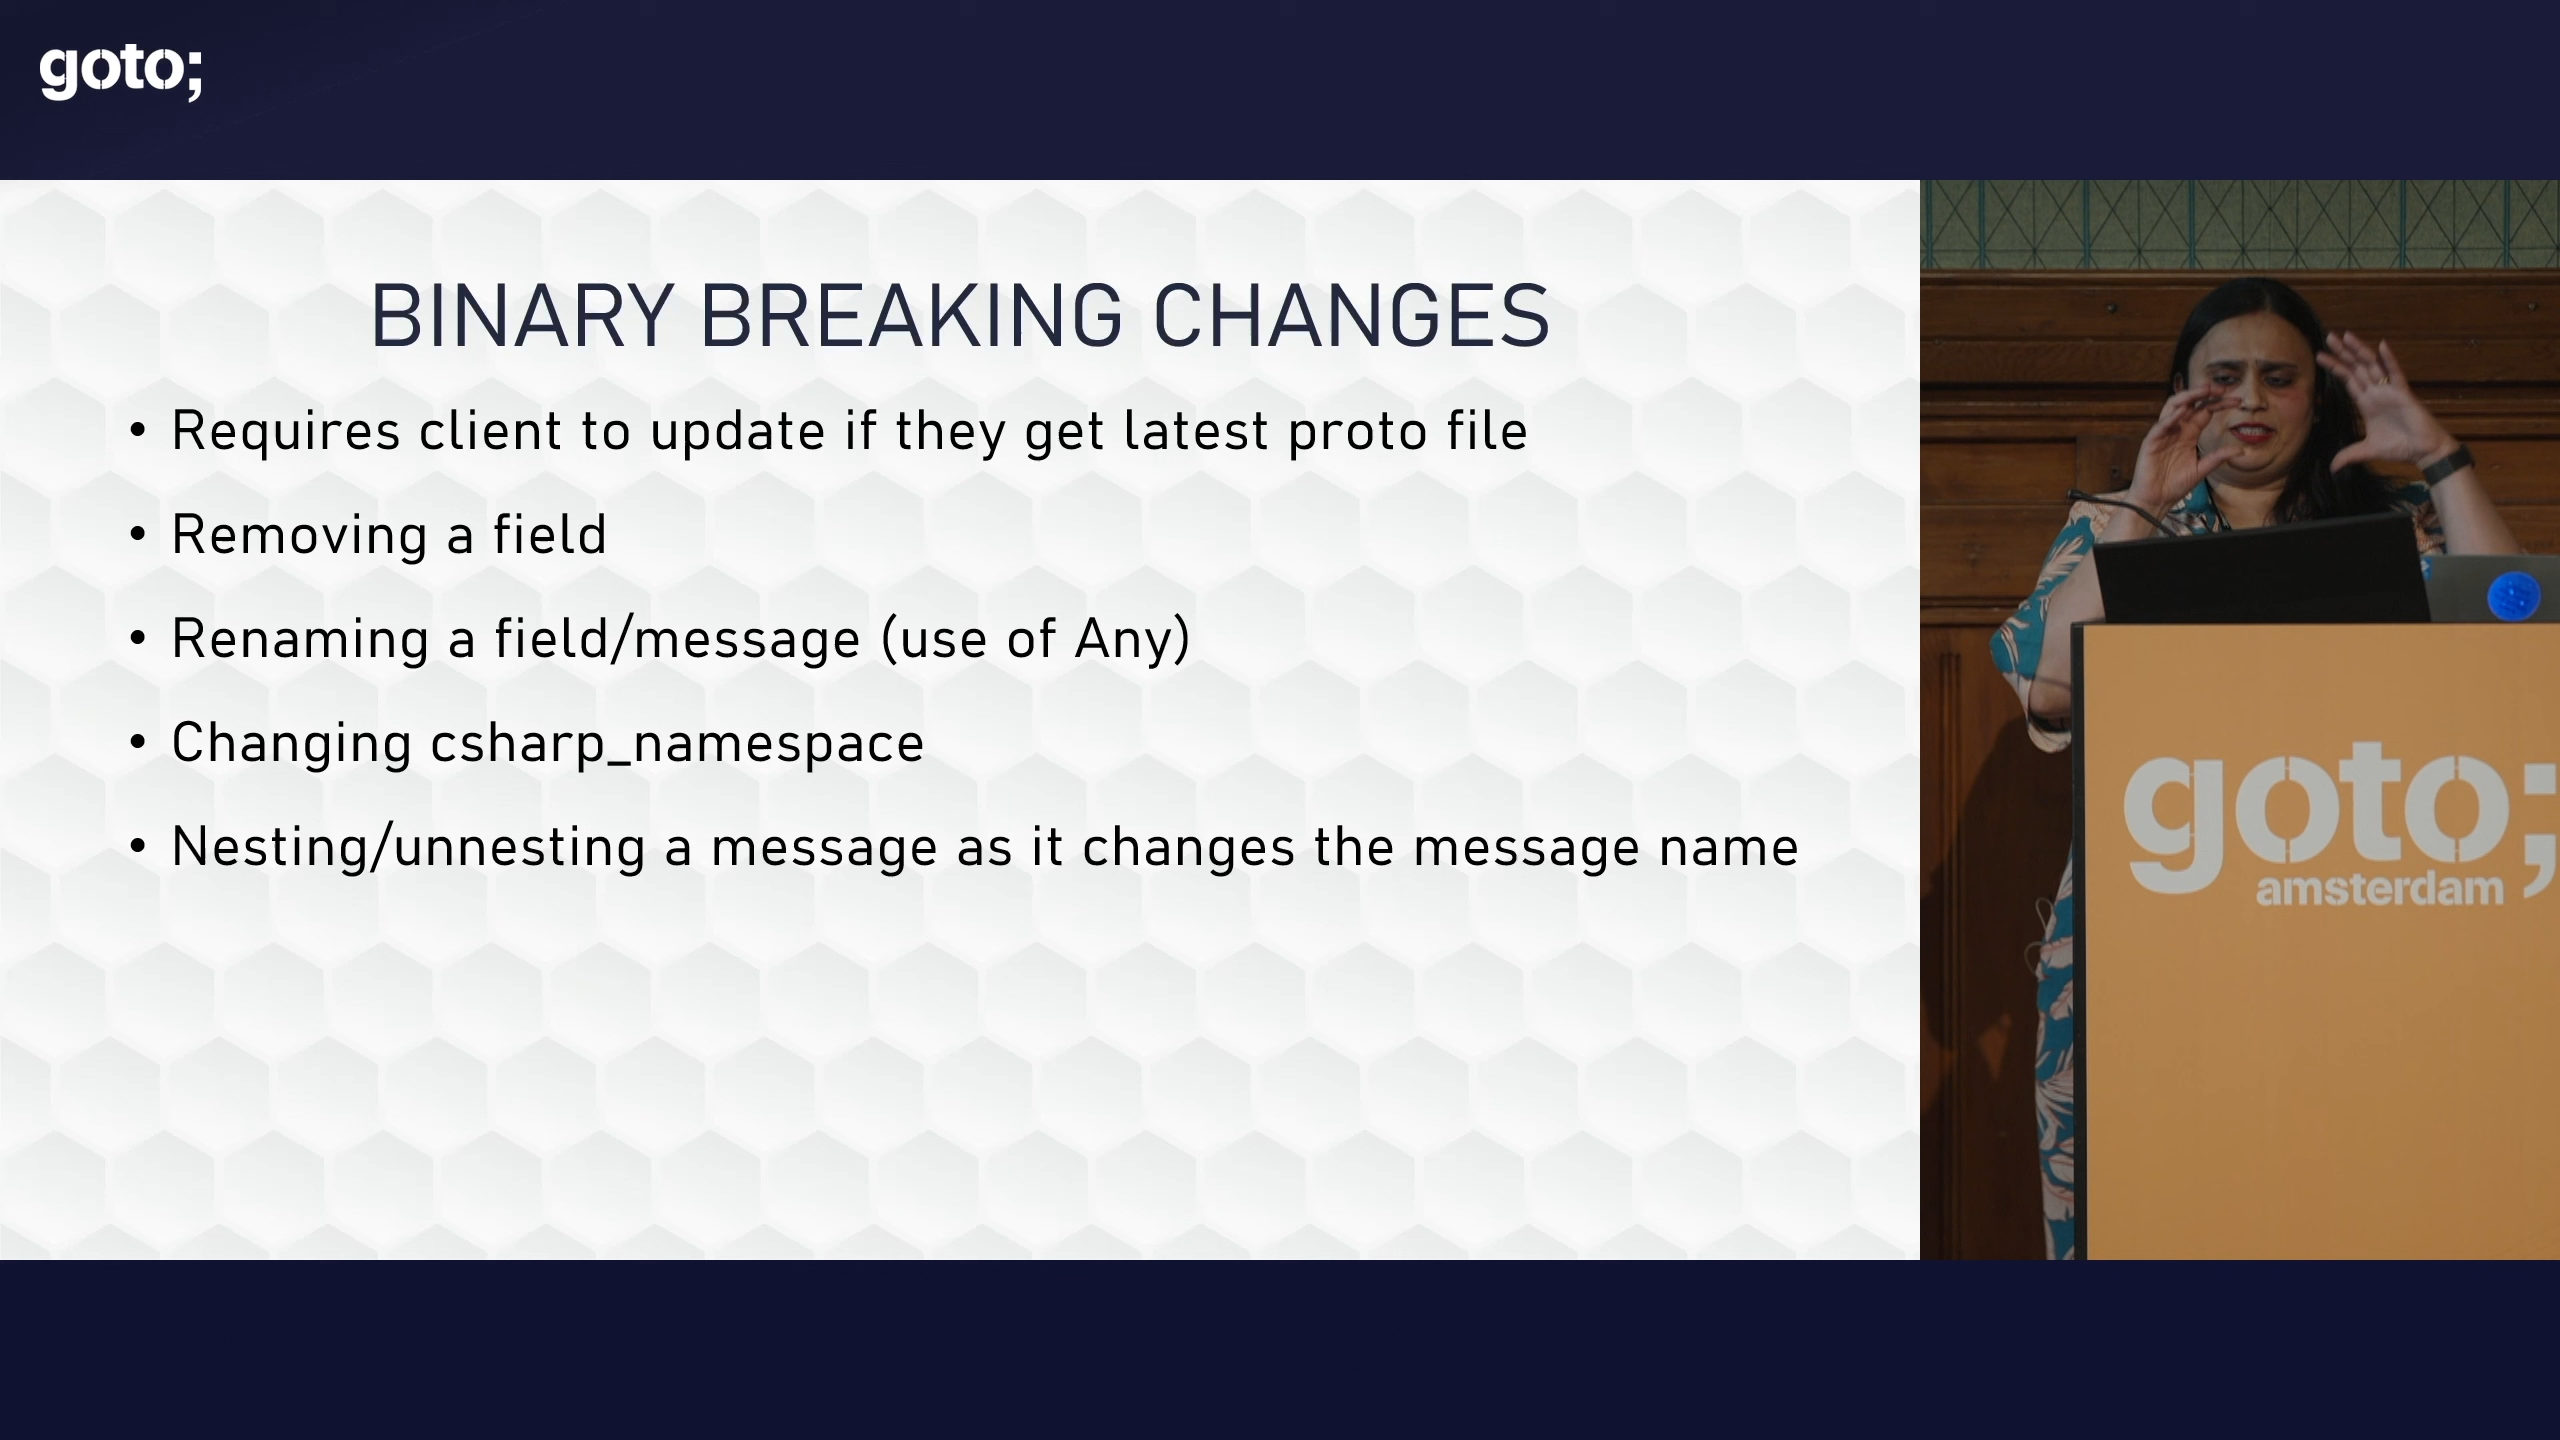 goto;
BINARY BREAKING CHANGES
• Requires client to update if they get latest proto file
• Removing a field
• Renaming a field/message (use of Any)
• Changing csharp_namespace
• Nesting/unnesting a message as it changes the message name
goto;
amsterdam